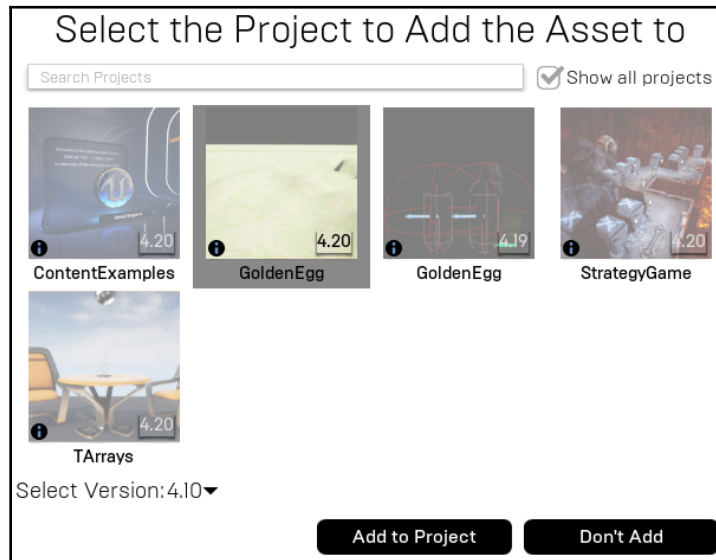 Select the Project to Add the Asset to
Search Projects
Show all projects
4.20
4.20
4.19
4.20
ContentExamples
GoldenEgg
GoldenEgg
StrategyGame
4.20
TArrays
Select Version: 4.10
Add to Project
Don't Add